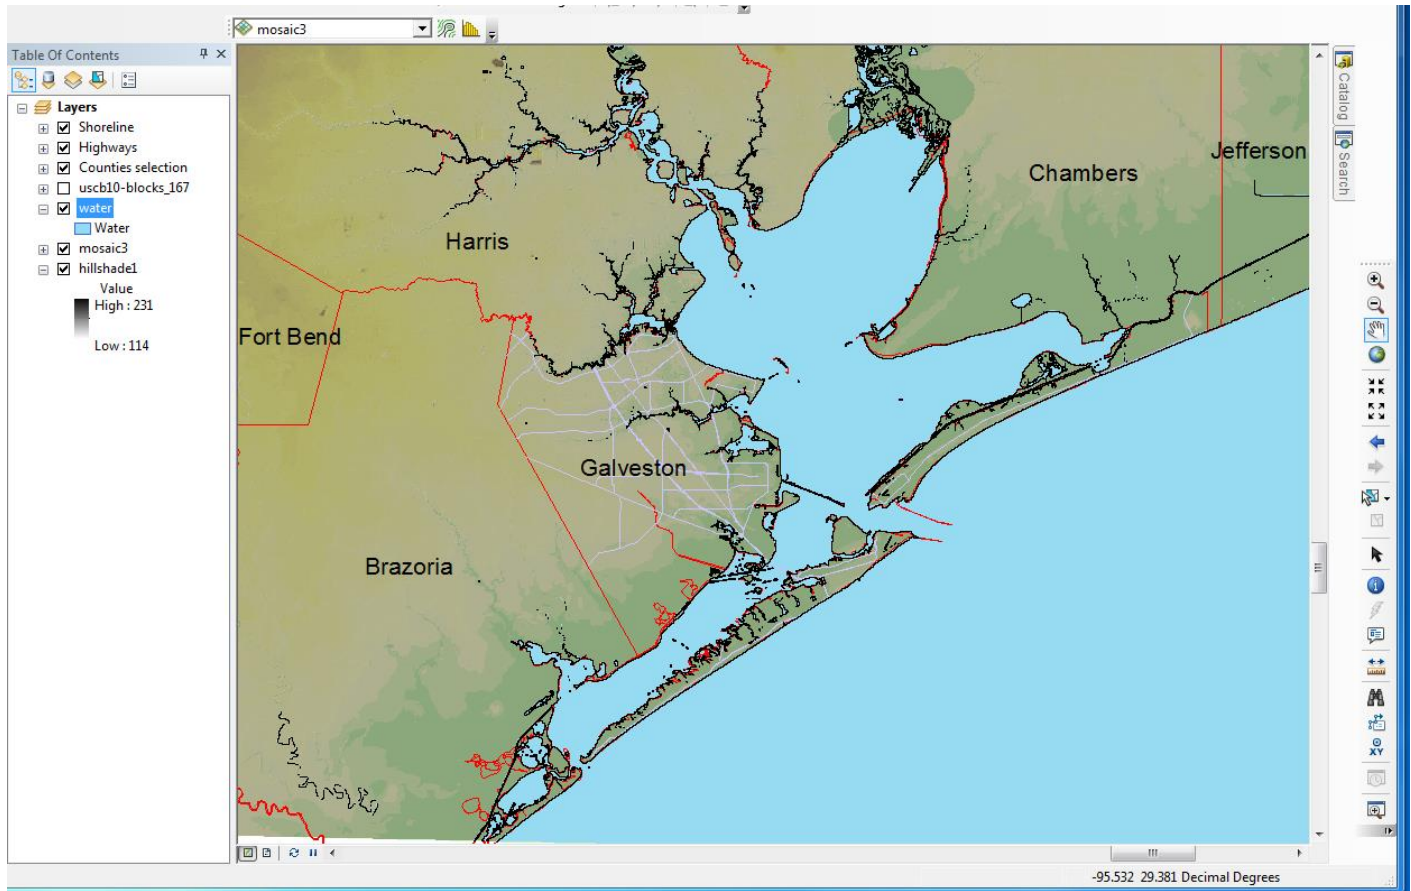 mosaic3
Table Of Contents
Layers
Shoreline
Highways
Counties selection
uscb10-blocks_167
water
Water
mosaic3
hillshade1
Value
High : 231
Low : 114
Jefferson
Chambers
Harris
Fort Bend
Galveston
Brazoria
Catalog
Search
XY
-95.532 29.381 Decimal Degrees